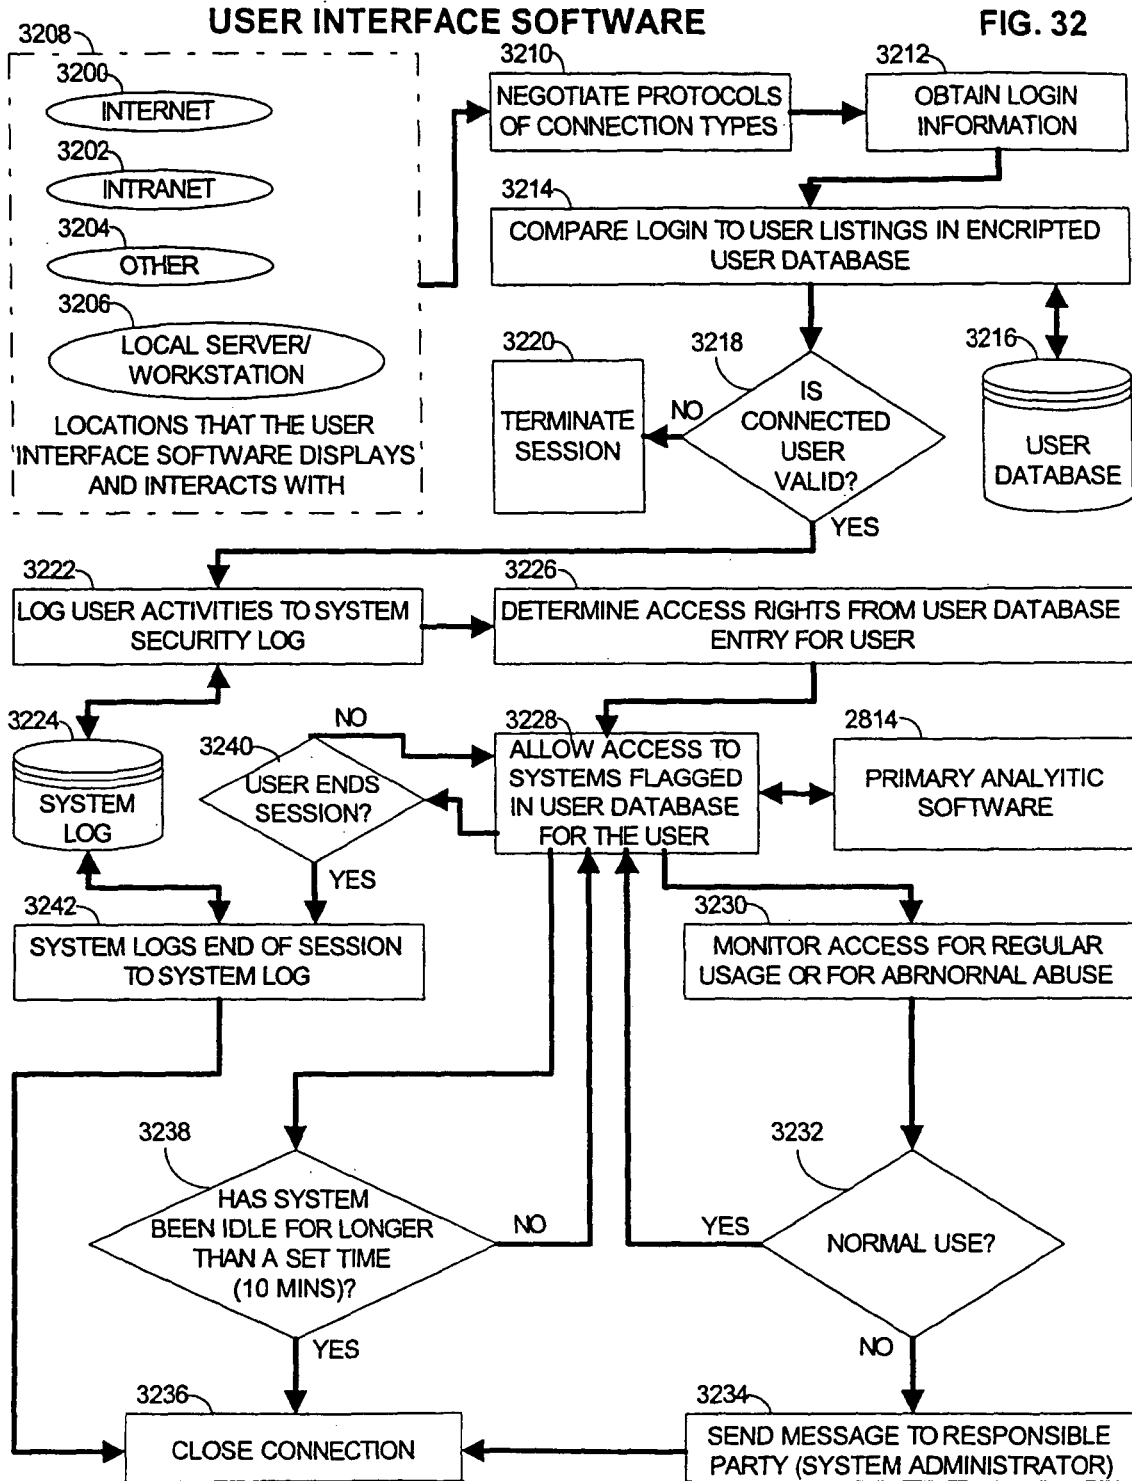 USER INTERFACE SOFTWARE
FIG. 32
3208
3200
INTERNET
3202
INTRANET
3204
OTHER
3206
LOCAL SERVER/
WORKSTATION
LOCATIONS THAT THE USER
INTERFACE SOFTWARE DISPLAYS
AND INTERACTS WITH
3210
NEGOTIATE PROTOCOLS
OF CONNECTION TYPES
3212
OBTAIN LOGIN
INFORMATION
3214
COMPARE LOGIN TO USER LISTINGS IN ENCRIPTED
USER DATABASE
3220
TERMINATE
SESSION
NO
3218
IS
CONNECTED
USER
VALID?
YES
3216
USER
DATABASE
3222
LOG USER ACTIVITIES TO SYSTEM
SECURITY LOG
3226
DETERMINE ACCESS RIGHTS FROM USER DATABASE
ENTRY FOR USER
3224
SYSTEM
LOG
3240
USER ENDS
SESSION?
NO
YES
3228
ALLOW ACCESS TO
SYSTEMS FLAGGED
IN USER DATABASE
FOR THE USER
2814
PRIMARY ANALYITIC
SOFTWARE
3242
SYSTEM LOGS END OF SESSION
TO SYSTEM LOG
3230
MONITOR ACCESS FOR REGULAR
USAGE OR FOR ABRNORNAL ABUSE
3238
HAS SYSTEM
BEEN IDLE FOR LONGER
THAN A SET TIME
(10 MINS)?
NO
YES
3232
NORMAL USE?
YES
NO
3236
CLOSE CONNECTION
3234
SEND MESSAGE TO RESPONSIBLE
PARTY (SYSTEM ADMINISTRATOR)